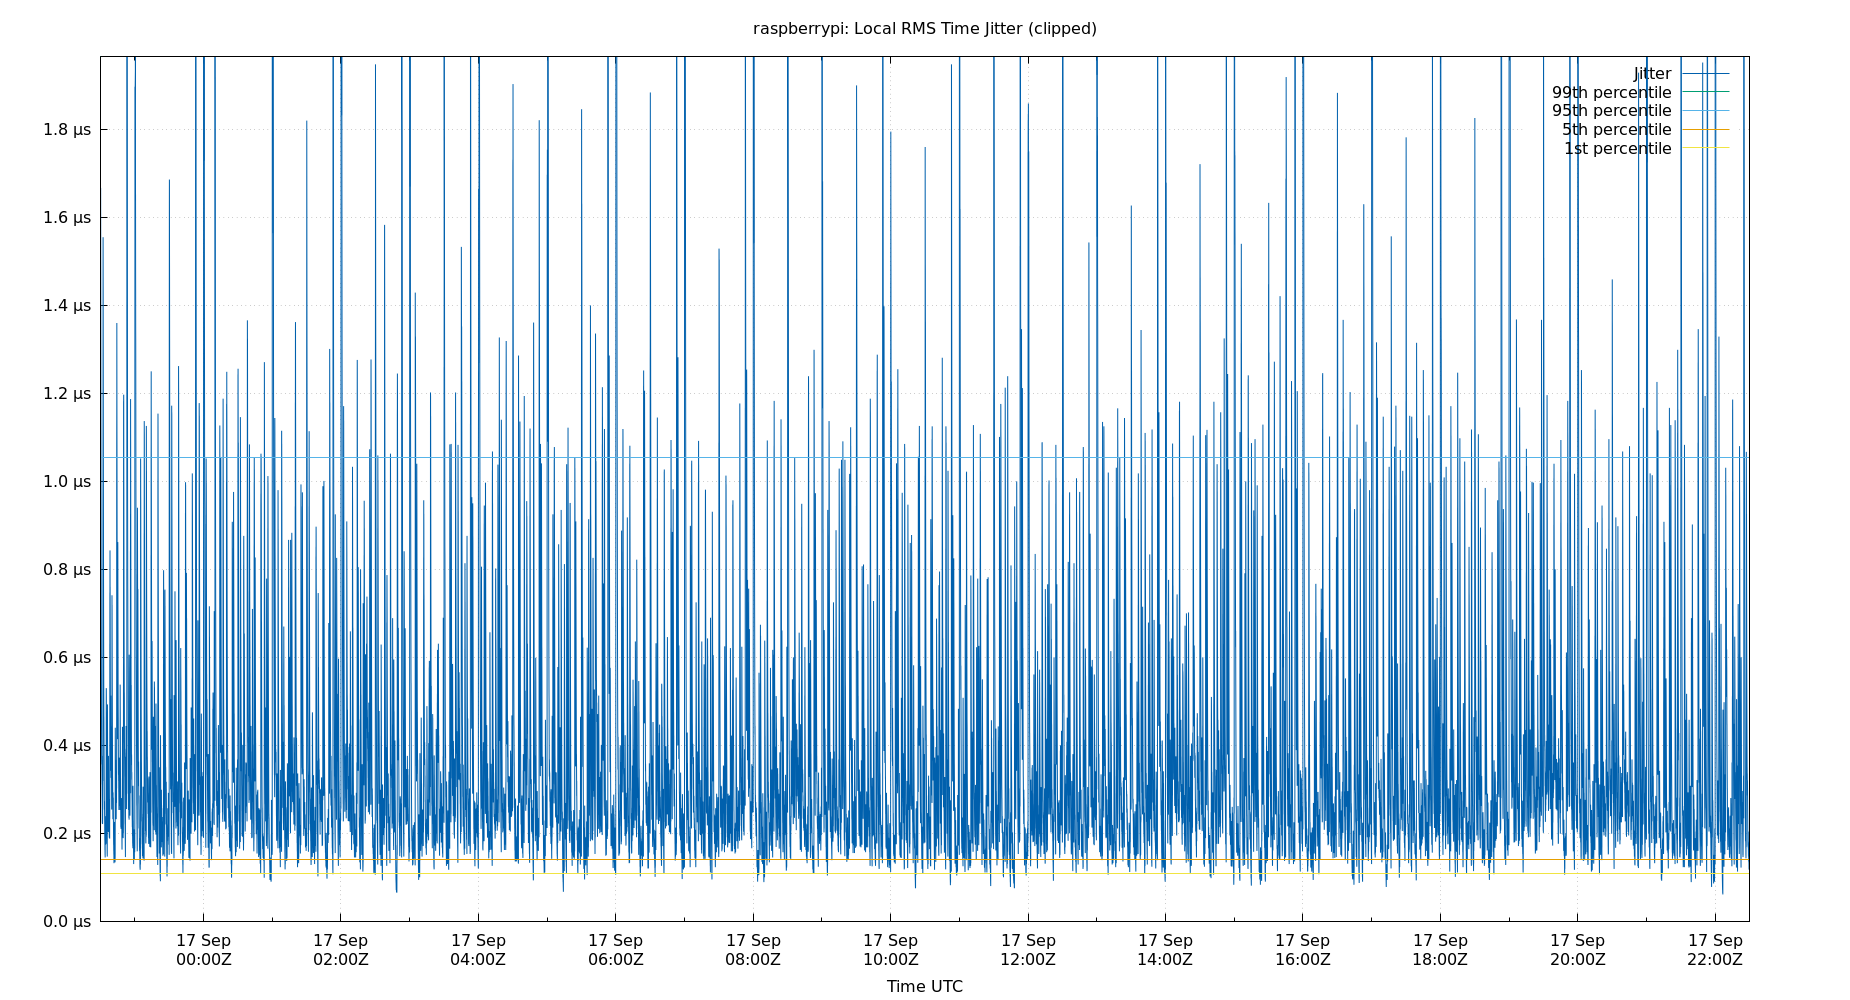 raspberrypi: Local RMS Time Jitter (clipped)
Jitter
99th percentile
95th percentile
5th percentile
1st percentile
1.8 μs
1.6 μs
1.4 μs
1.2 μs
1.0 μs
0.8 μs
0.6 μs
0.4 μs
0.2 μs
0.0 μs
17 Sep 17 Sep 17 Sep 17 Sep 17 Sep 17 Sep 17 Sep 17 Sep 17 Sep 17 Sep 17 Sep 17 Sep
00:00Z 02:00Z 04:00Z 06:00Z 08:00Z 10:00Z 12:00Z 14:00Z 16:00Z 18:00Z 20:00Z 22:00Z
Time UTC